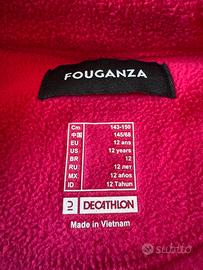 FOUGANZA
Cm 143-150
中国 145/68
EU 12 ans
US 12 years
BR 12
RU 12 лет
MX 12 años
ID 12 Tahun
DECATHLON
Made in Vietnam
subito